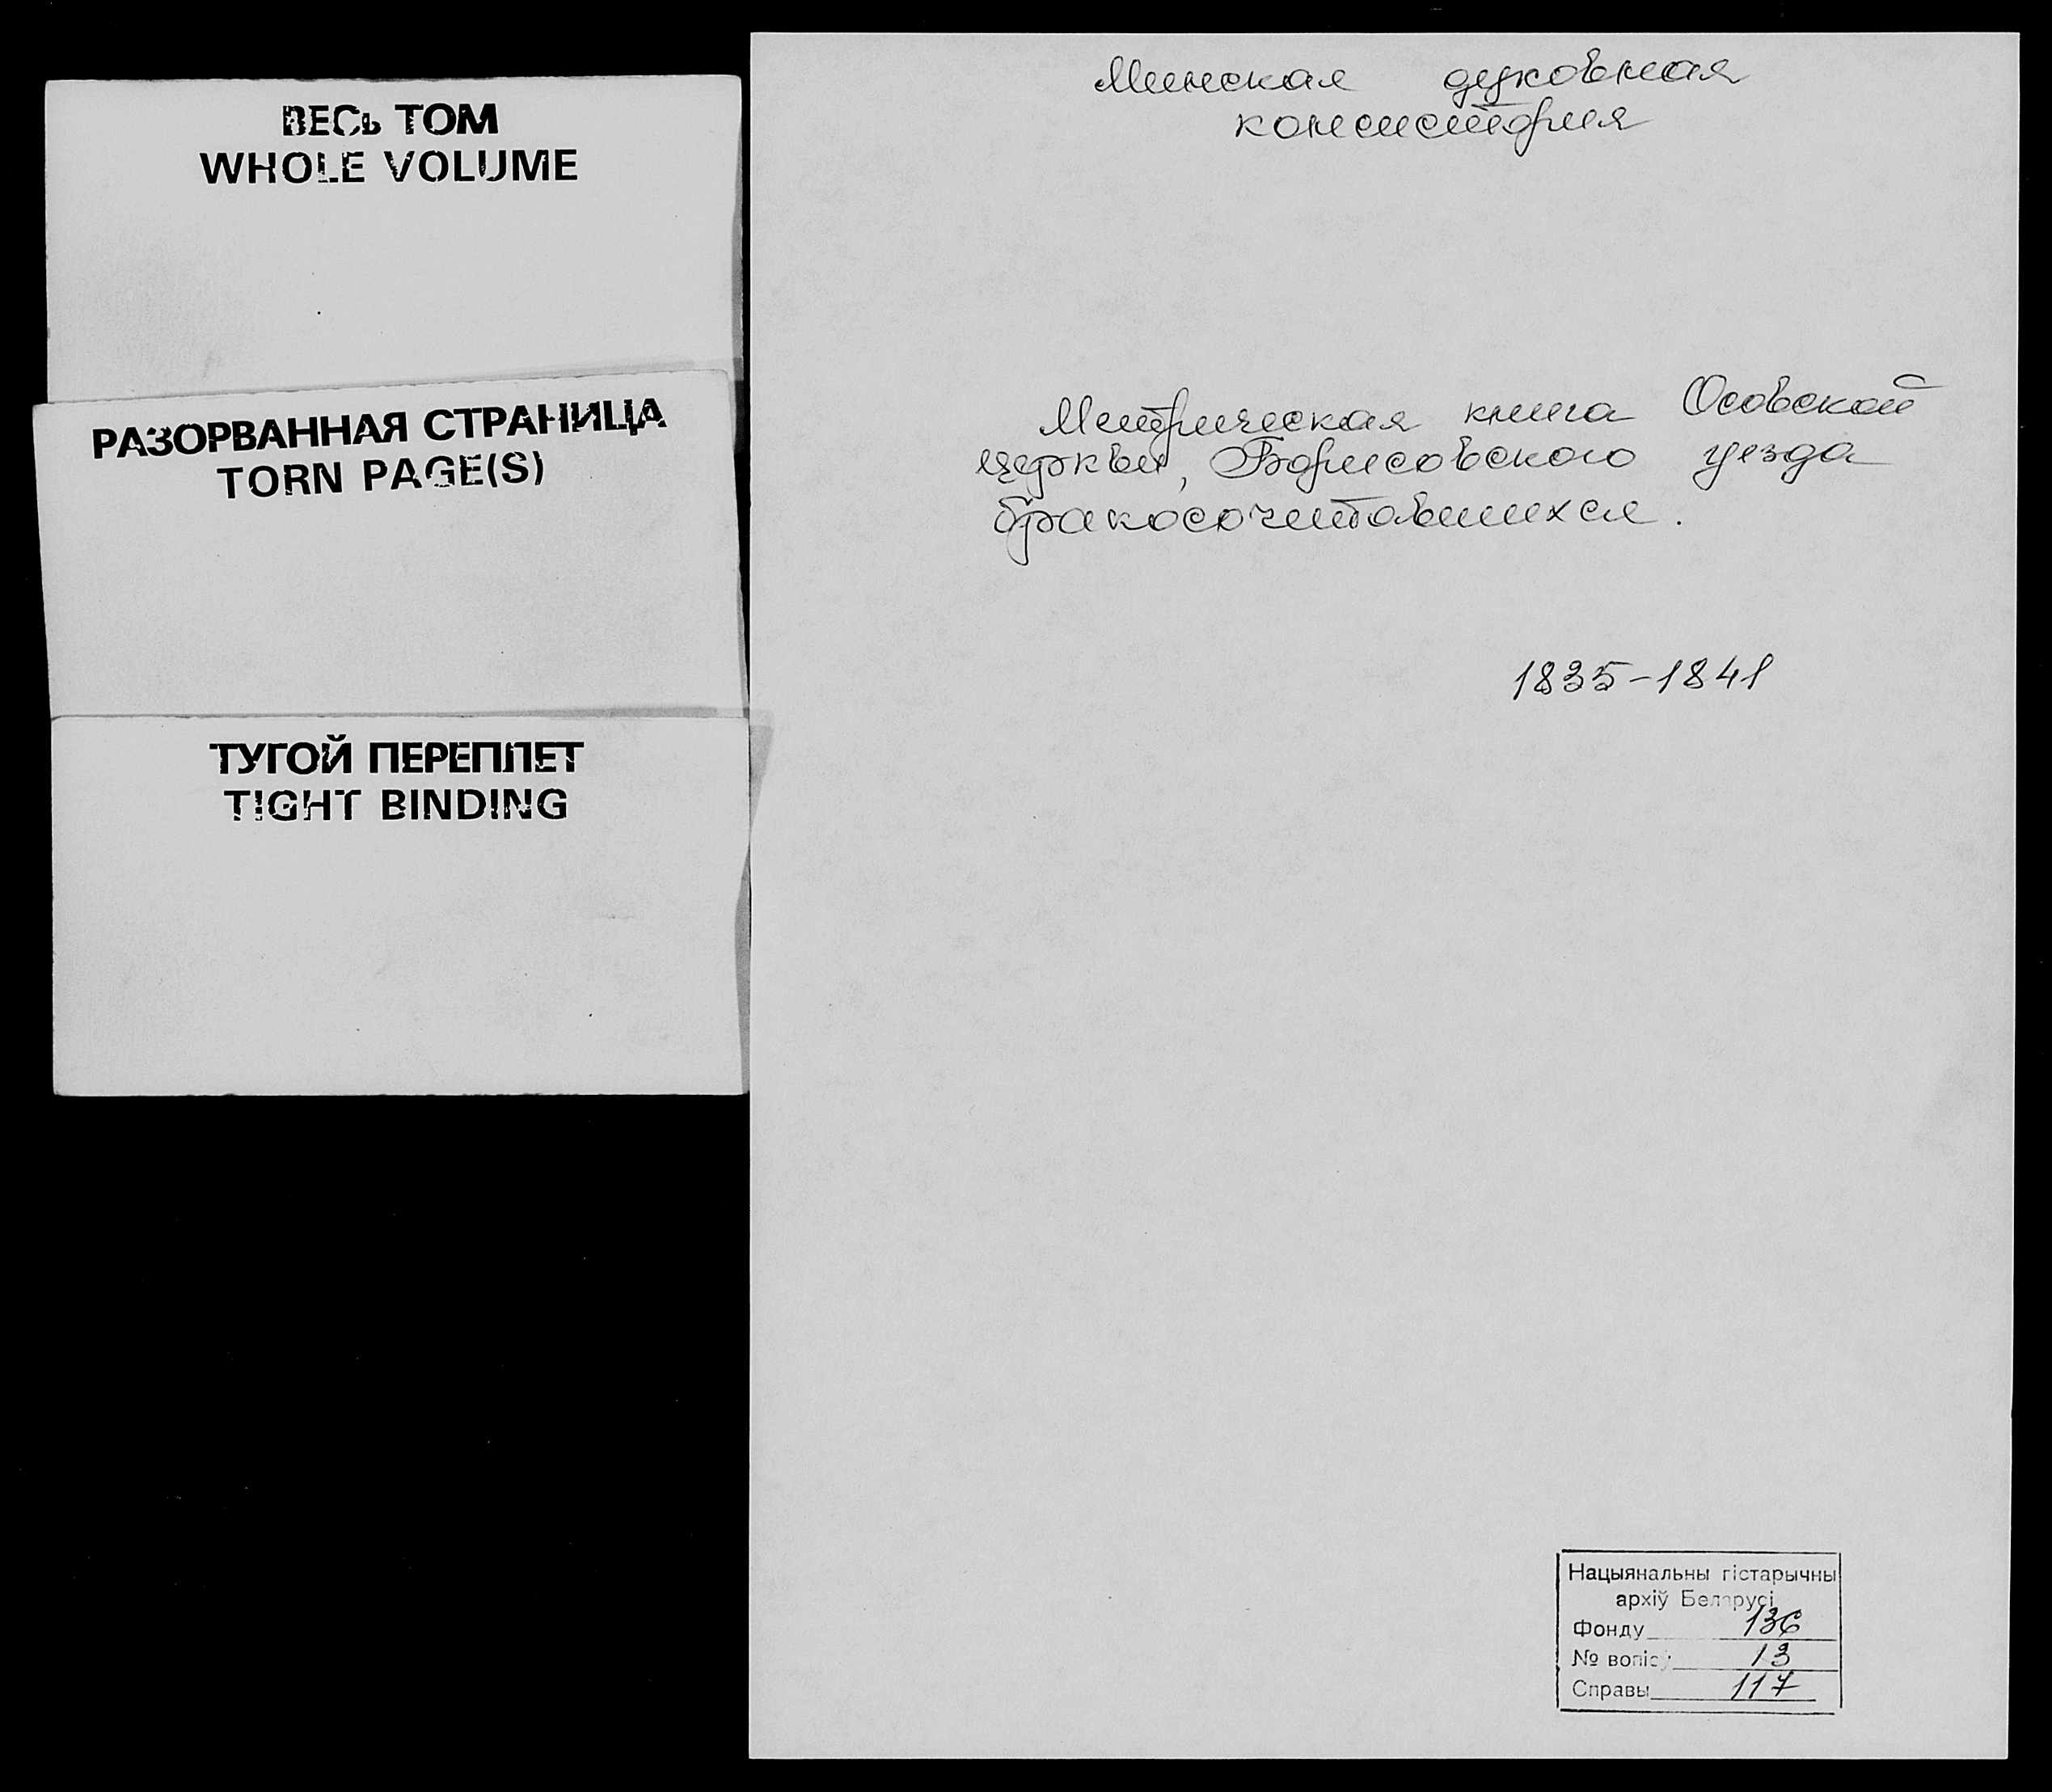 ВЕСЬ ТОМ
WHOLE VOLUME
РАЗОРВАННАЯ СТРАНИЦА
TORN PAGE(S)
ТУГОЙ ПЕРЕПЛЕТ
TIGHT BINDING
Минская духовная
консистория
Метрическая книга Осовской
церкви, Борисовского уезда
бракосочетавшихся.
1835-1841
Нацыянальны гістарычны
архіў Беларусі
Фонду 136
№ вопісу 13
Справы 117